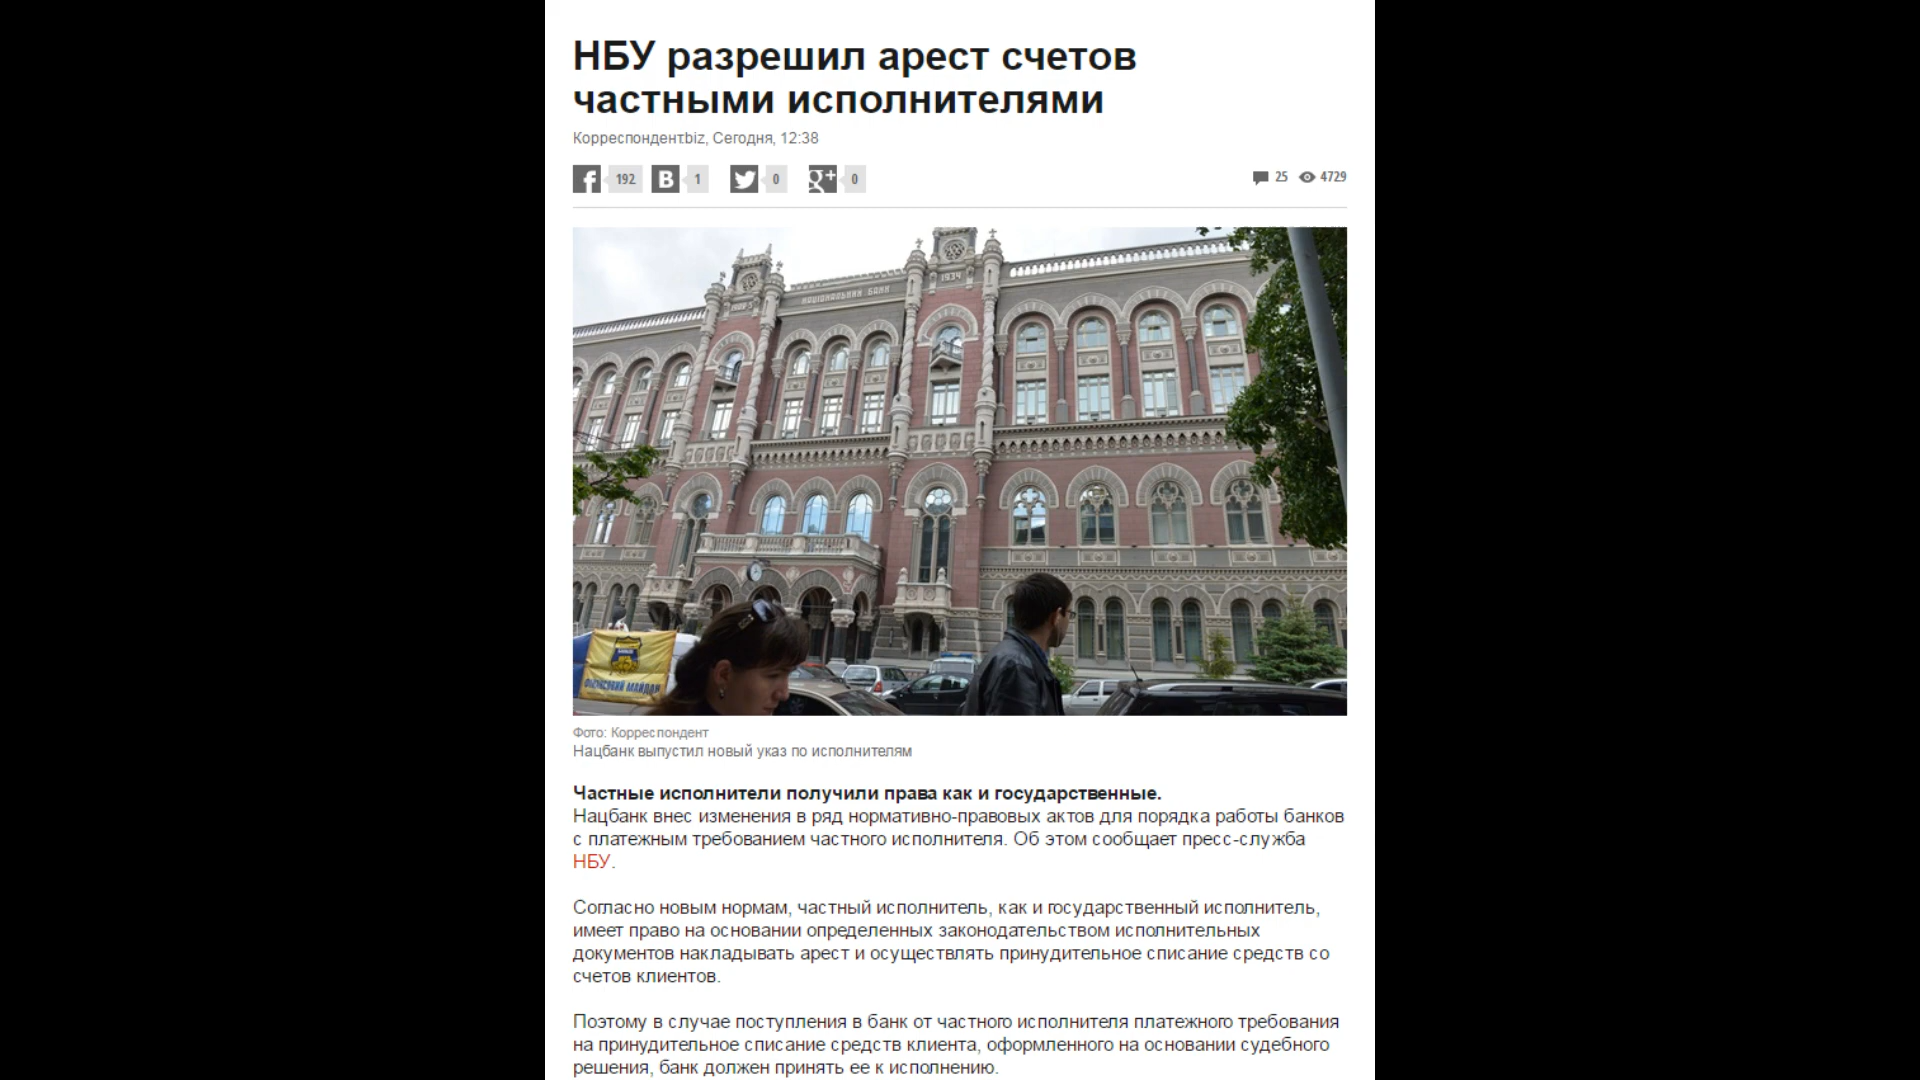 НБУ разрешил арест счетов
частными исполнителями
Корреспондент.biz, Сегодня, 12:38
192 1 0 0 25 4729
1934
НАЦІОНАЛЬНИЙ БАНК
ФІНАНСОВИЙ МАЙДАН
Фото: Корреспондент
Нацбанк выпустил новый указ по исполнителям
Частные исполнители получили права как и государственные.
Нацбанк внес изменения в ряд нормативно-правовых актов для порядка работы банков
с платежным требованием частного исполнителя. Об этом сообщает пресс-служба
НБУ.
Согласно новым нормам, частный исполнитель, как и государственный исполнитель,
имеет право на основании определенных законодательством исполнительных
документов накладывать арест и осуществлять принудительное списание средств со
счетов клиентов.
Поэтому в случае поступления в банк от частного исполнителя платежного требования
на принудительное списание средств клиента, оформленного на основании судебного
решения, банк должен принять ее к исполнению.